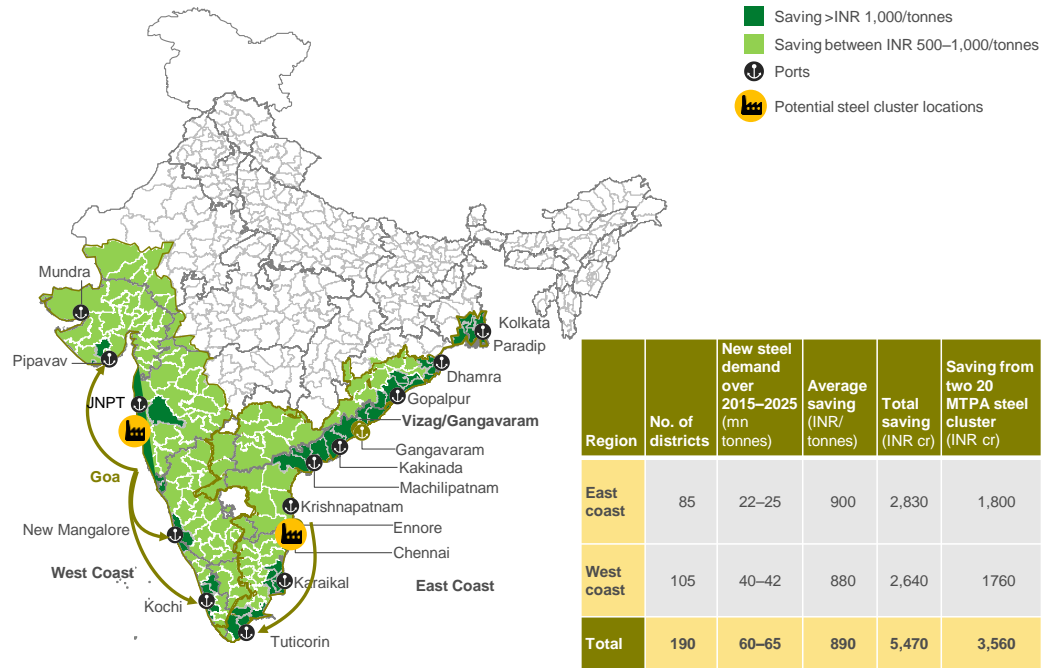 Saving >INR 1,000/tonnes
Saving between INR 500–1,000/tonnes
Ports
Potential steel cluster locations
Mundra
Pipavav
JNPT
Goa
New Mangalore
West Coast
Kochi
Kolkata
Paradip
Dhamra
Gopalpur
Vizag/Gangavaram
Gangavaram
Kakinada
Machilipatnam
Krishnapatnam
Ennore
Chennai
Karaikal
East Coast
Tuticorin
Region
No. of
districts
New steel
demand
over
2015–2025
(mn
tonnes)
Average
saving
(INR/
tonnes)
Total
saving
(INR cr)
Saving from
two 20
MTPA steel
cluster
(INR cr)
East
coast
85
22–25
900
2,830
1,800
West
coast
105
40–42
880
2,640
1760
Total
190
60–65
890
5,470
3,560